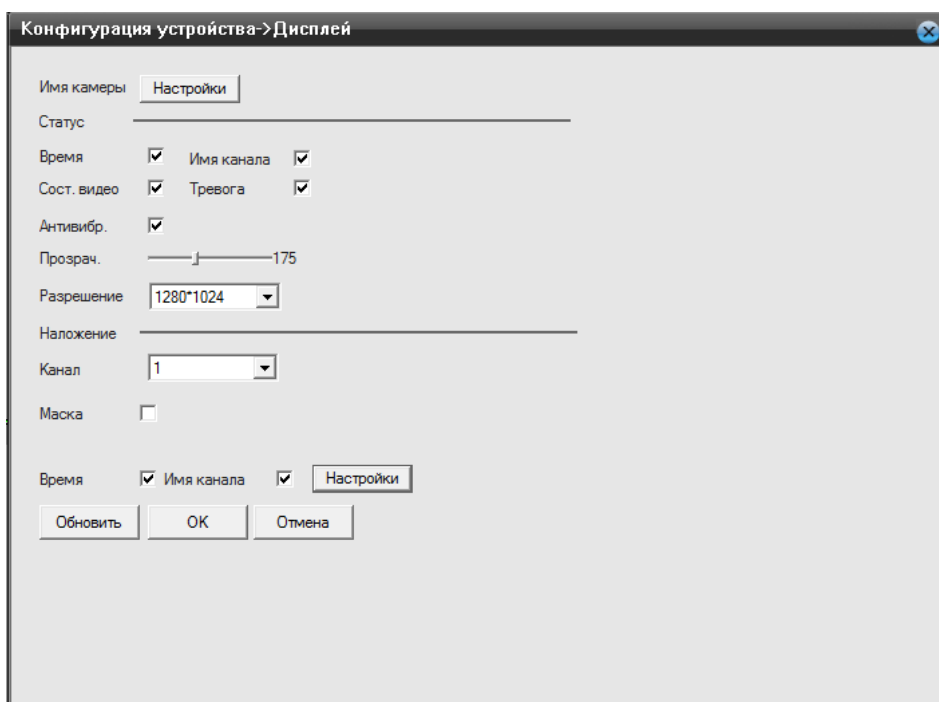 Конфигурация устройства->Дисплей
Имя камеры Настройки
Статус
Время Имя канала
Сост. видео Тревога
Антивибр.
Прозрач. 175
Разрешение 1280*1024
Наложение
Канал 1
Маска
Время Имя канала Настройки
Обновить OK Отмена